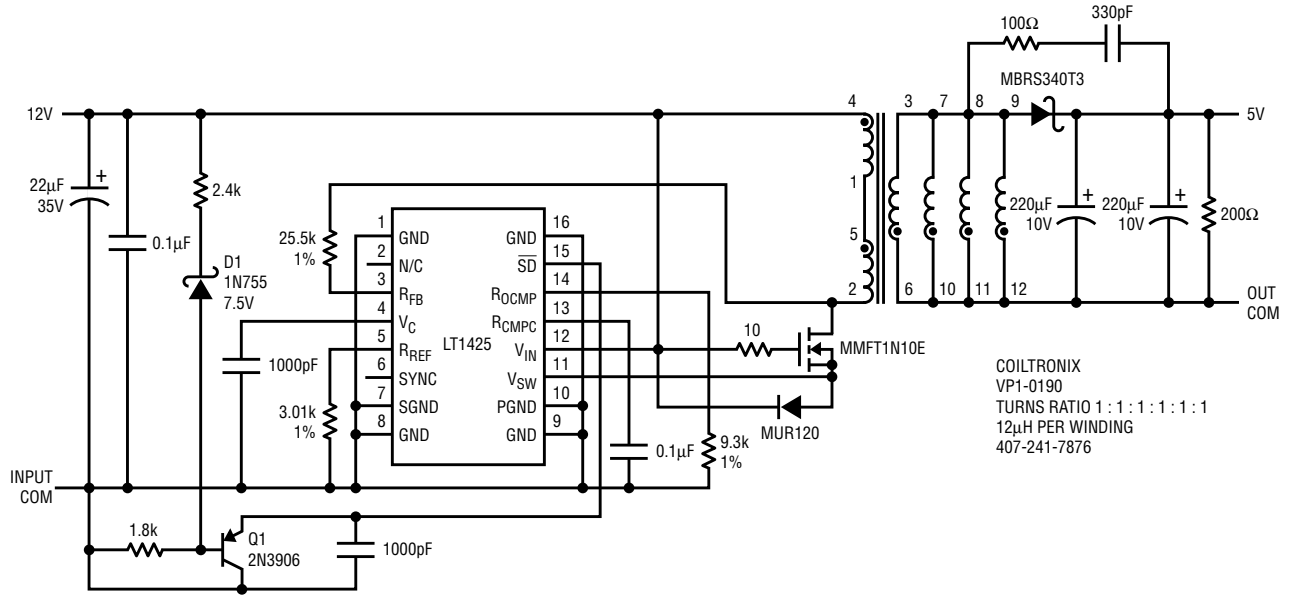 100Ω
330pF
MBRS340T3
12V
4
3
7
8
9
5V
22µF
35V
+
2.4k
1
220µF
10V
+
220µF
10V
+
200Ω
0.1µF
25.5k
1%
1
GND
16
GND
2
N/C
15
SD
3
RFB
14
ROCMP
4
VC
13
RCMPC
5
RREF
12
VIN
6
SYNC
11
VSW
7
SGND
10
PGND
8
GND
9
GND
LT1425
D1
1N755
7.5V
5
2
6
10
11
12
OUT
COM
1000pF
10
MMFT1N10E
3.01k
1%
MUR120
0.1µF
9.3k
1%
COILTRONIX
VP1-0190
TURNS RATIO 1 : 1 : 1 : 1 : 1 : 1
12µH PER WINDING
407-241-7876
INPUT
COM
1.8k
Q1
2N3906
1000pF